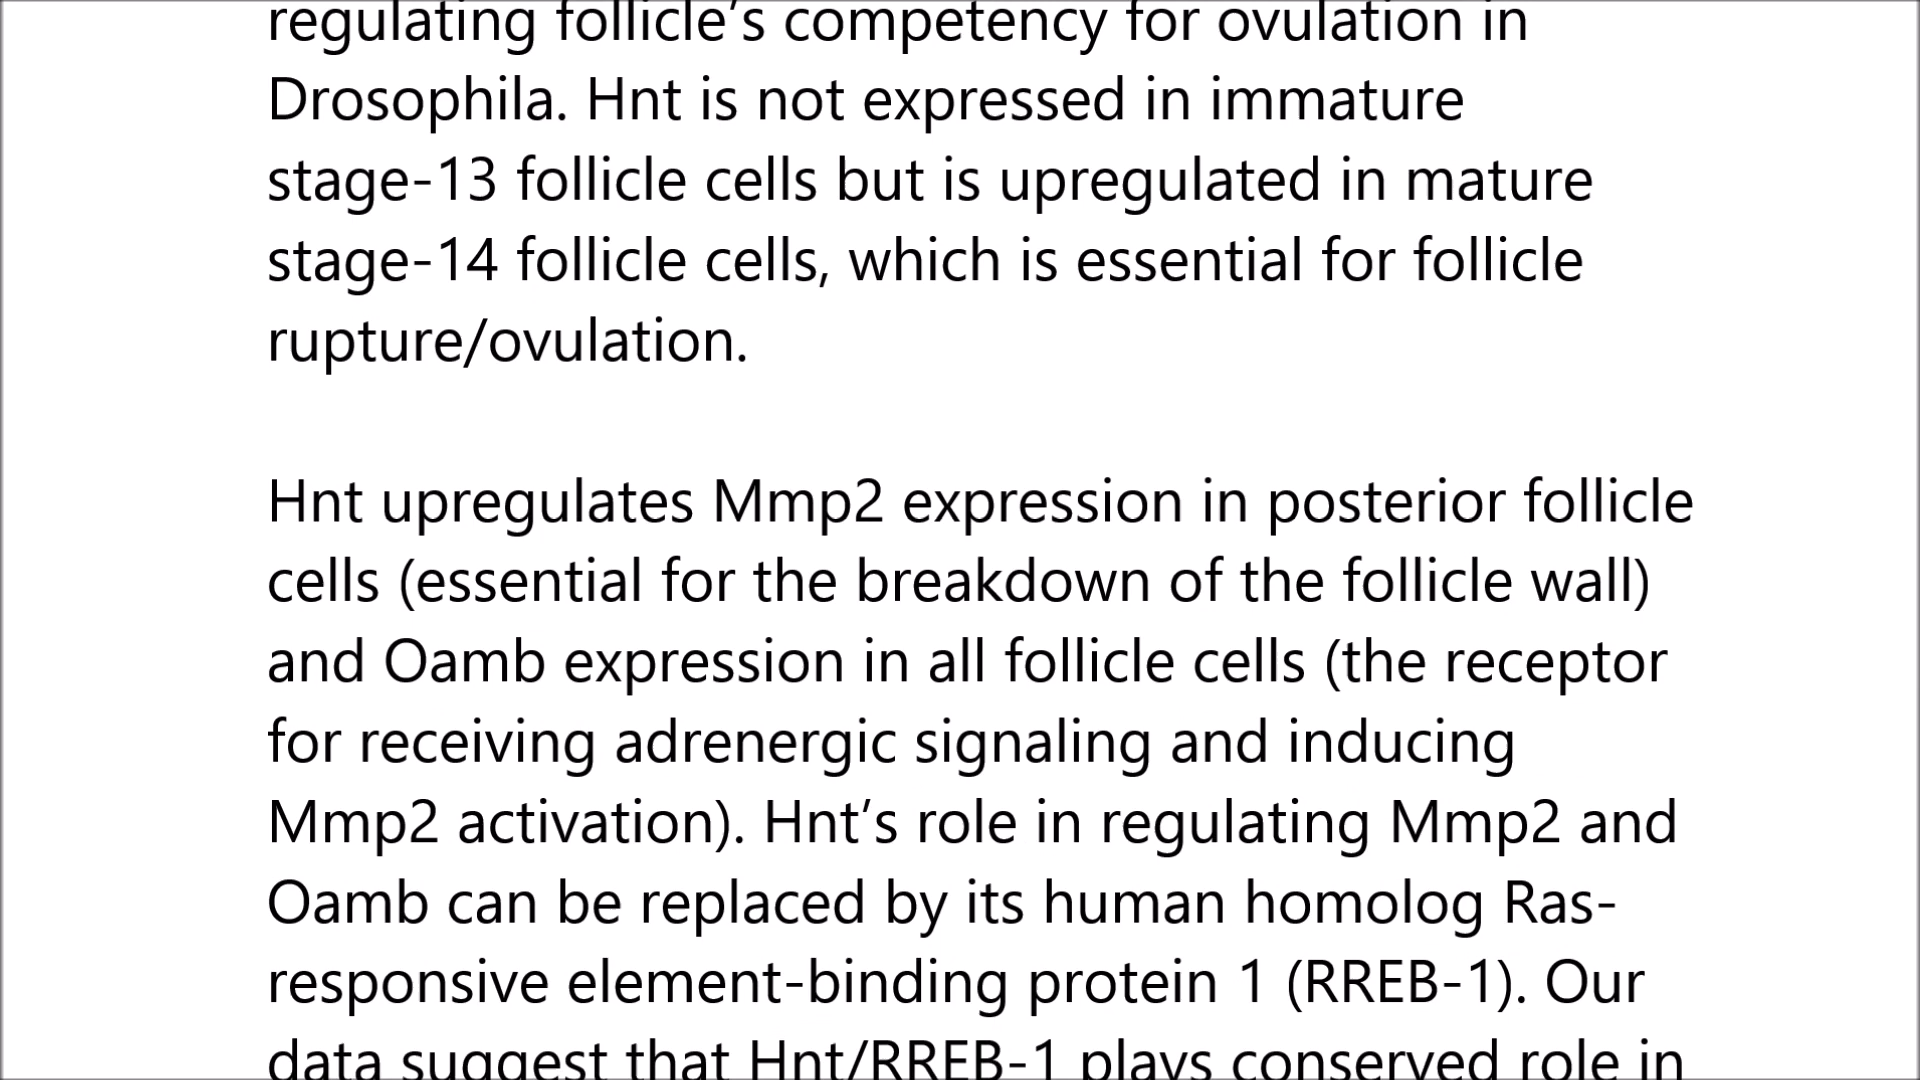 regulating follicle’s competency for ovulation in
Drosophila. Hnt is not expressed in immature
stage-13 follicle cells but is upregulated in mature
stage-14 follicle cells, which is essential for follicle
rupture/ovulation.
Hnt upregulates Mmp2 expression in posterior follicle
cells (essential for the breakdown of the follicle wall)
and Oamb expression in all follicle cells (the receptor
for receiving adrenergic signaling and inducing
Mmp2 activation). Hnt’s role in regulating Mmp2 and
Oamb can be replaced by its human homolog Ras-
responsive element-binding protein 1 (RREB-1). Our
data suggest that Hnt/RREB-1 plays conserved role in